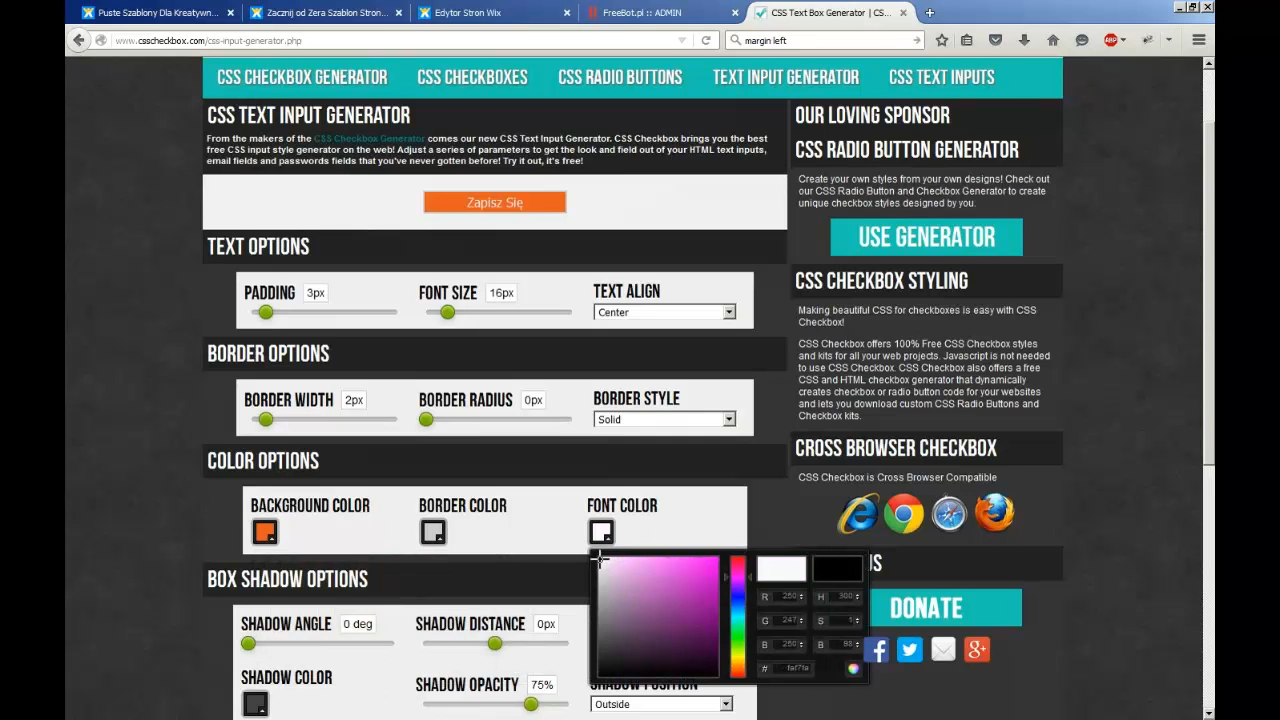 Puste Szablony Dla Kreatywn...
Zacznij od Zera Szablon Stron...
Edytor Stron Wix
FreeBot.pl :: ADMIN
CSS Text Box Generator | CS...
www.csscheckbox.com/css-input-generator.php
margin left
CSS CHECKBOX GENERATOR
CSS CHECKBOXES
CSS RADIO BUTTONS
TEXT INPUT GENERATOR
CSS TEXT INPUTS
CSS TEXT INPUT GENERATOR
From the makers of the CSS Checkbox Generator comes our new CSS Text Input Generator. CSS Checkbox brings you the best
free CSS input style generator on the web! Adjust a series of parameters to get the look and field out of your HTML text inputs,
email fields and passwords fields that you've never gotten before! Try it out, it's free!
Zapisz Się
TEXT OPTIONS
PADDING 3px
FONT SIZE 16px
TEXT ALIGN
Center
BORDER OPTIONS
BORDER WIDTH 2px
BORDER RADIUS 0px
BORDER STYLE
Solid
COLOR OPTIONS
BACKGROUND COLOR
BORDER COLOR
FONT COLOR
BOX SHADOW OPTIONS
SHADOW ANGLE 0 deg
SHADOW DISTANCE 0px
SHADOW COLOR
SHADOW OPACITY 75%
Outside
R 250
H 300
G 247
S 1
B 250
B 98
# faf7fa
OUR LOVING SPONSOR
CSS RADIO BUTTON GENERATOR
Create your own styles from your own designs! Check out
our CSS Radio Button and Checkbox Generator to create
unique checkbox styles designed by you.
USE GENERATOR
CSS CHECKBOX STYLING
Making beautiful CSS for checkboxes is easy with CSS
Checkbox!
CSS Checkbox offers 100% Free CSS Checkbox styles
and kits for all your web projects. Javascript is not needed
to use CSS Checkbox. CSS Checkbox also offers a free
CSS and HTML checkbox generator that dynamically
creates checkbox or radio button code for your websites
and lets you download custom CSS Radio Buttons and
Checkbox kits.
CROSS BROWSER CHECKBOX
CSS Checkbox is Cross Browser Compatible
DONATE